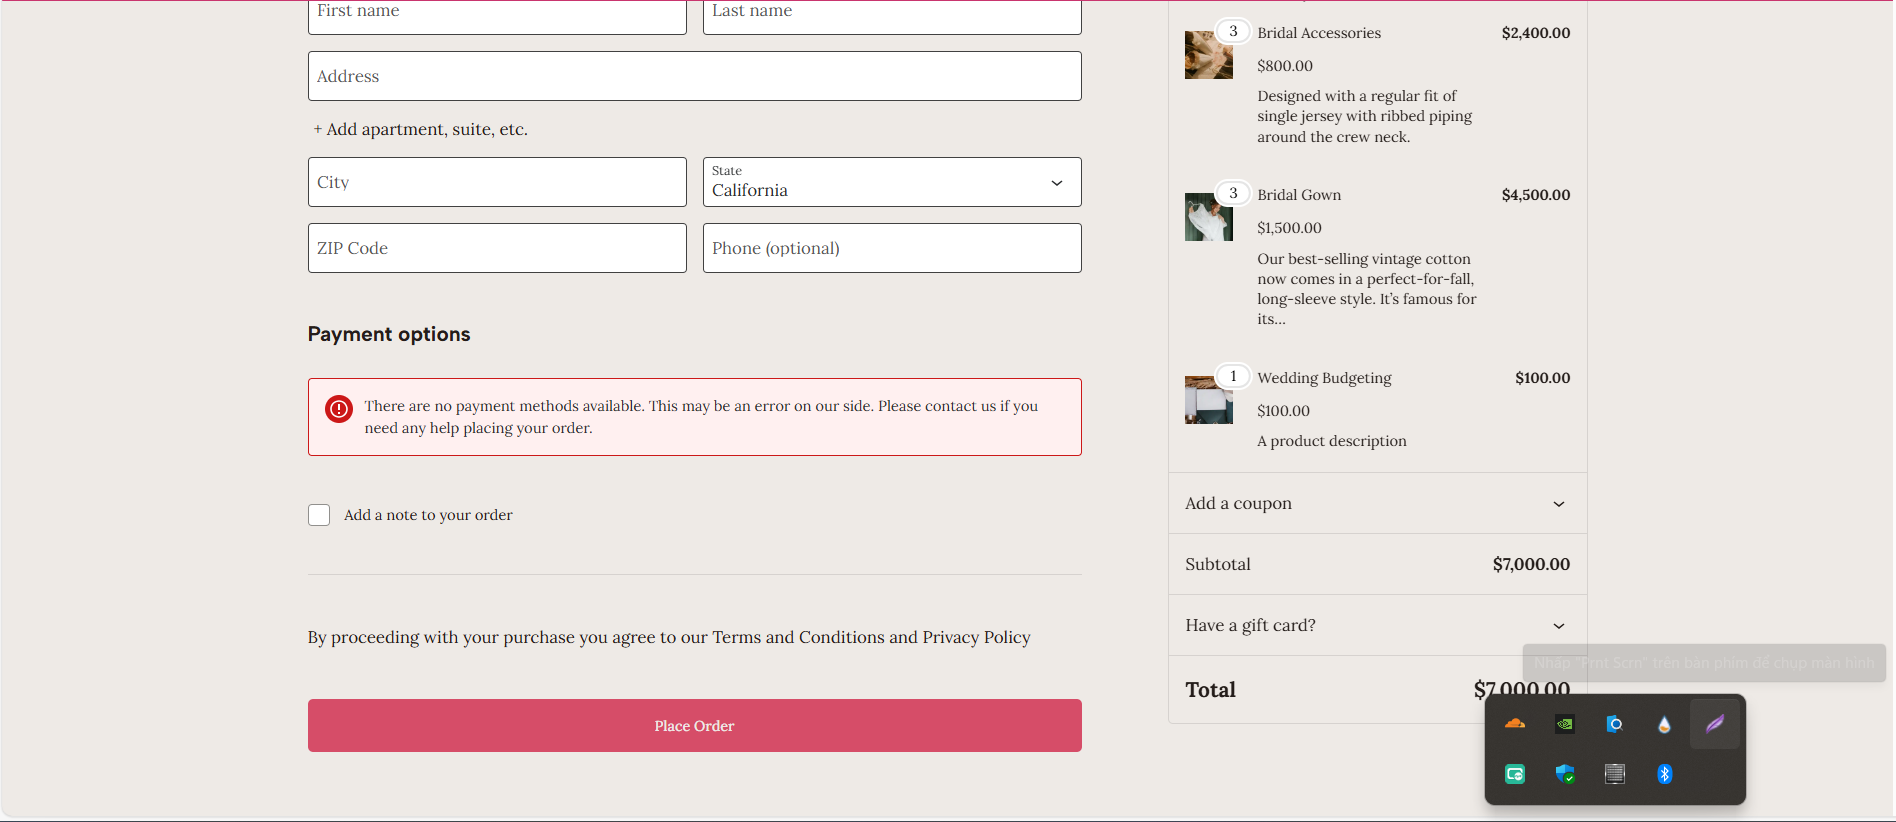 First name
Last name
Address
+ Add apartment, suite, etc.
City
State
California
ZIP Code
Phone (optional)
Payment options
There are no payment methods available. This may be an error on our side. Please contact us if you
need any help placing your order.
Add a note to your order
By proceeding with your purchase you agree to our Terms and Conditions and Privacy Policy
Place Order
3
Bridal Accessories
$2,400.00
$800.00
Designed with a regular fit of
single jersey with ribbed piping
around the crew neck.
3
Bridal Gown
$4,500.00
$1,500.00
Our best-selling vintage cotton
now comes in a perfect-for-fall,
long-sleeve style. It’s famous for
its…
1
Wedding Budgeting
$100.00
$100.00
A product description
Add a coupon
Subtotal
$7,000.00
Have a gift card?
Nhấp "Prnt Scrn" trên bàn phím để chụp màn hình
Total
$7,000.00